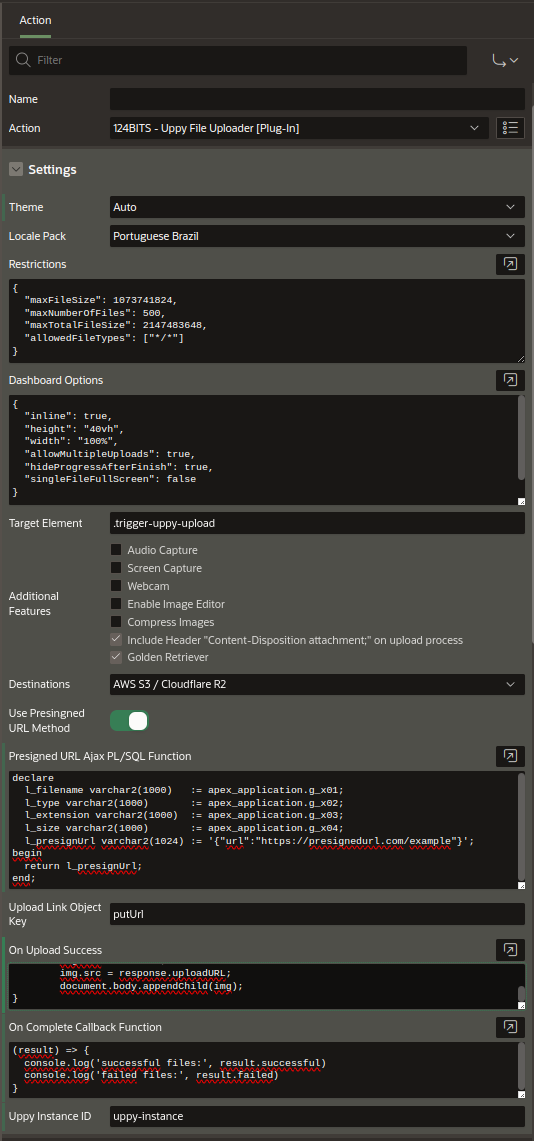 Action
Filter
Name
Action
124BITS - Uppy File Uploader [Plug-In]
Settings
Theme
Auto
Locale Pack
Portuguese Brazil
Restrictions
{
  "maxFileSize": 1073741824,
  "maxNumberOfFiles": 500,
  "maxTotalFileSize": 2147483648,
  "allowedFileTypes": ["*/*"]
}
Dashboard Options
{
  "inline": true,
  "height": "40vh",
  "width": "100%",
  "allowMultipleUploads": true,
  "hideProgressAfterFinish": true,
  "singleFileFullScreen": false
}
Target Element
.trigger-uppy-upload
Additional
Features
Audio Capture
Screen Capture
Webcam
Enable Image Editor
Compress Images
Include Header "Content-Disposition attachment;" on upload process
Golden Retriever
Destinations
AWS S3 / Cloudflare R2
Use Presingned
URL Method
Presigned URL Ajax PL/SQL Function
declare
  l_filename varchar2(1000)   := apex_application.g_x01;
  l_type varchar2(1000)       := apex_application.g_x02;
  l_extension varchar2(1000)  := apex_application.g_x03;
  l_size varchar2(1000)       := apex_application.g_x04;
  l_presignUrl varchar2(1024) := '{"url":"https://presignedurl.com/example"}';
begin
  return l_presignUrl;
end;
Upload Link Object
Key
putUrl
On Upload Success
        img.src = response.uploadURL;
        document.body.appendChild(img);
}
On Complete Callback Function
(result) => {
  console.log('successful files:', result.successful)
  console.log('failed files:', result.failed)
}
Uppy Instance ID
uppy-instance